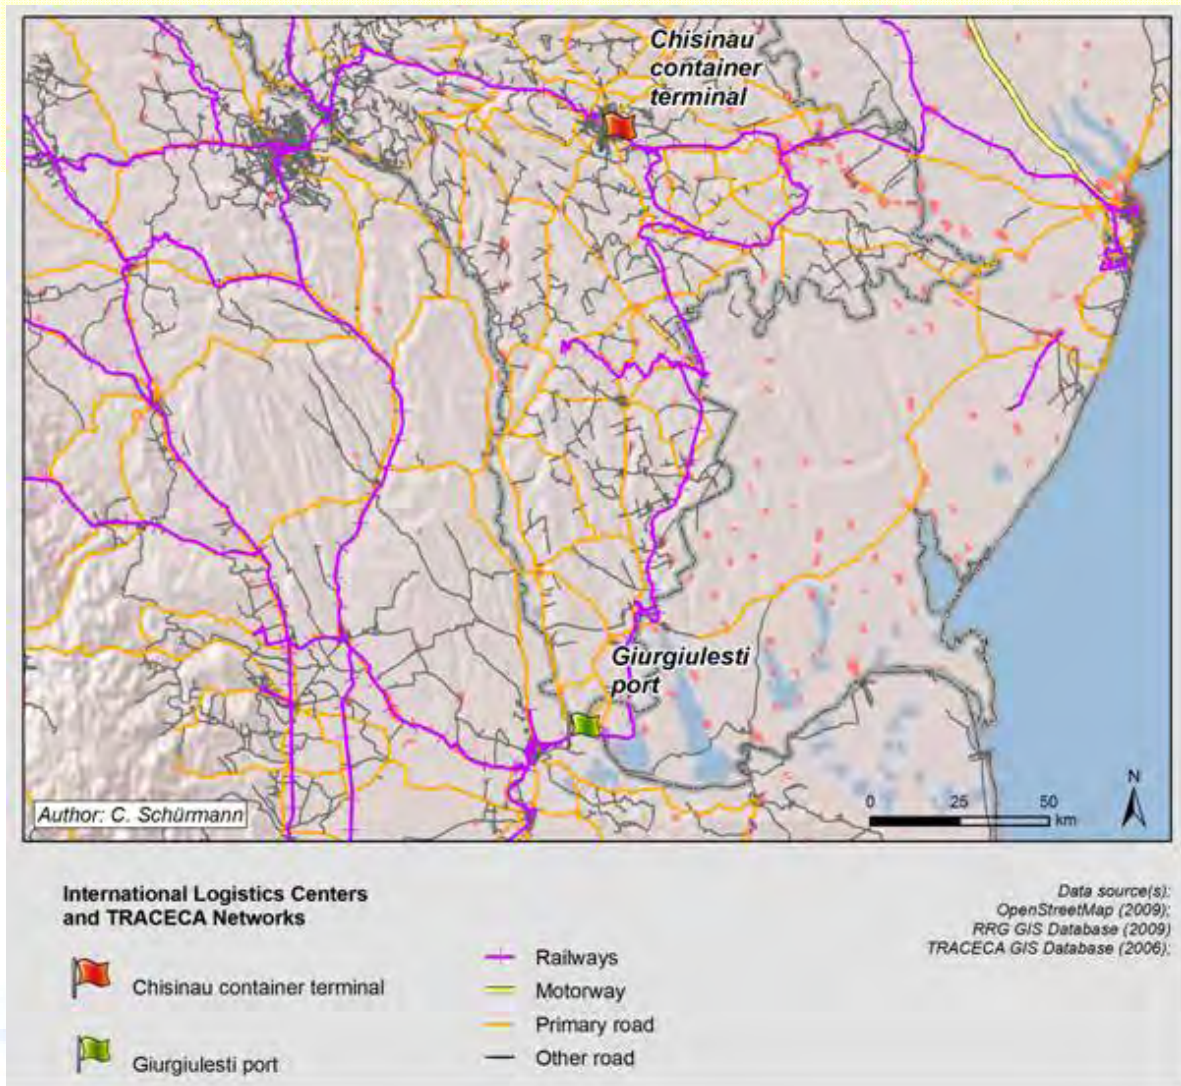 Chisinau
container
terminal
Giurgiulesti
port
N
0 25 50
km
Author: C. Schürmann
International Logistics Centers
and TRACECA Networks
Chisinau container terminal
Giurgiulesti port
Railways
Motorway
Primary road
Other road
Data source(s):
OpenStreetMap (2009);
RRG GIS Database (2009)
TRACECA GIS Database (2006);